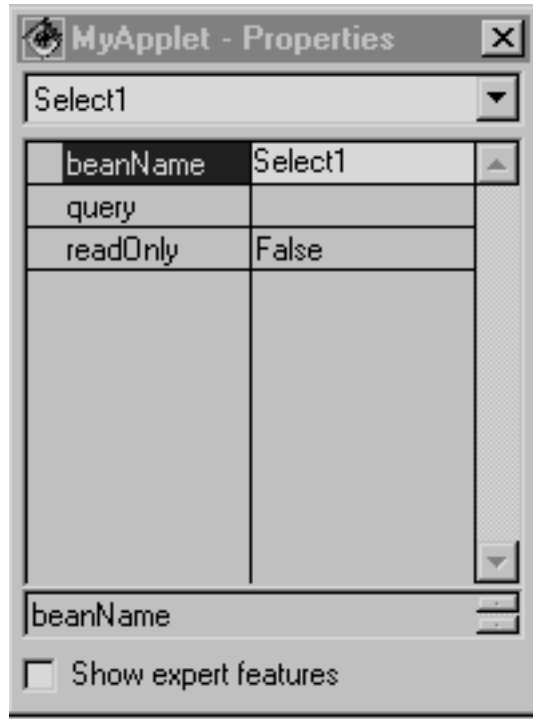 MyApplet - Properties
Select1
beanName Select1
query
readOnly False
beanName
Show expert features